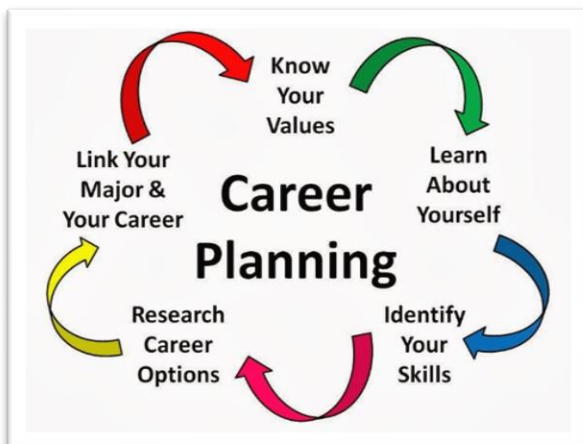 Know
Your
Values
Learn
About
Yourself
Identify
Your
Skills
Research
Career
Options
Link Your
Major &
Your Career
Career
Planning